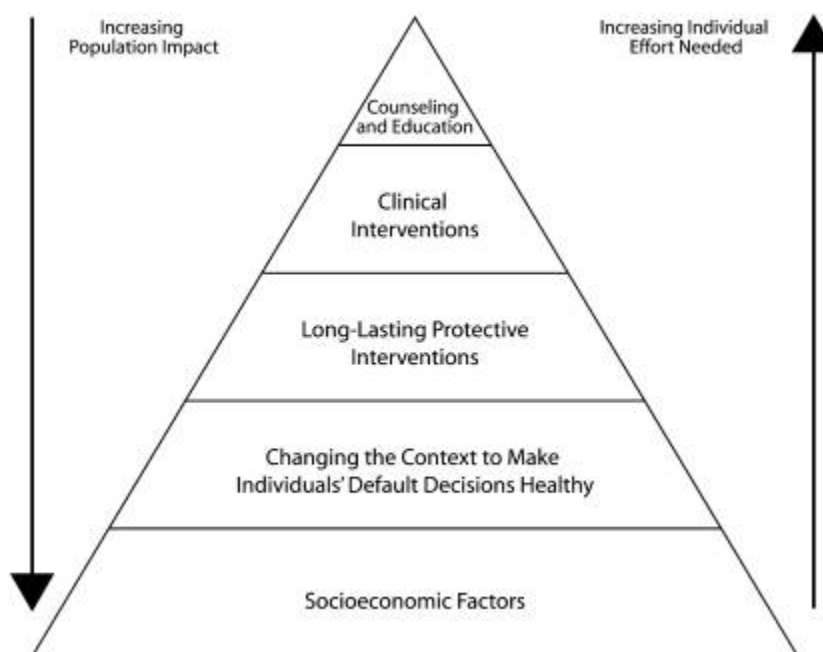 Increasing
Population Impact
Increasing Individual
Effort Needed
Counseling
and Education
Clinical
Interventions
Long-Lasting Protective
Interventions
Changing the Context to Make
Individuals' Default Decisions Healthy
Socioeconomic Factors